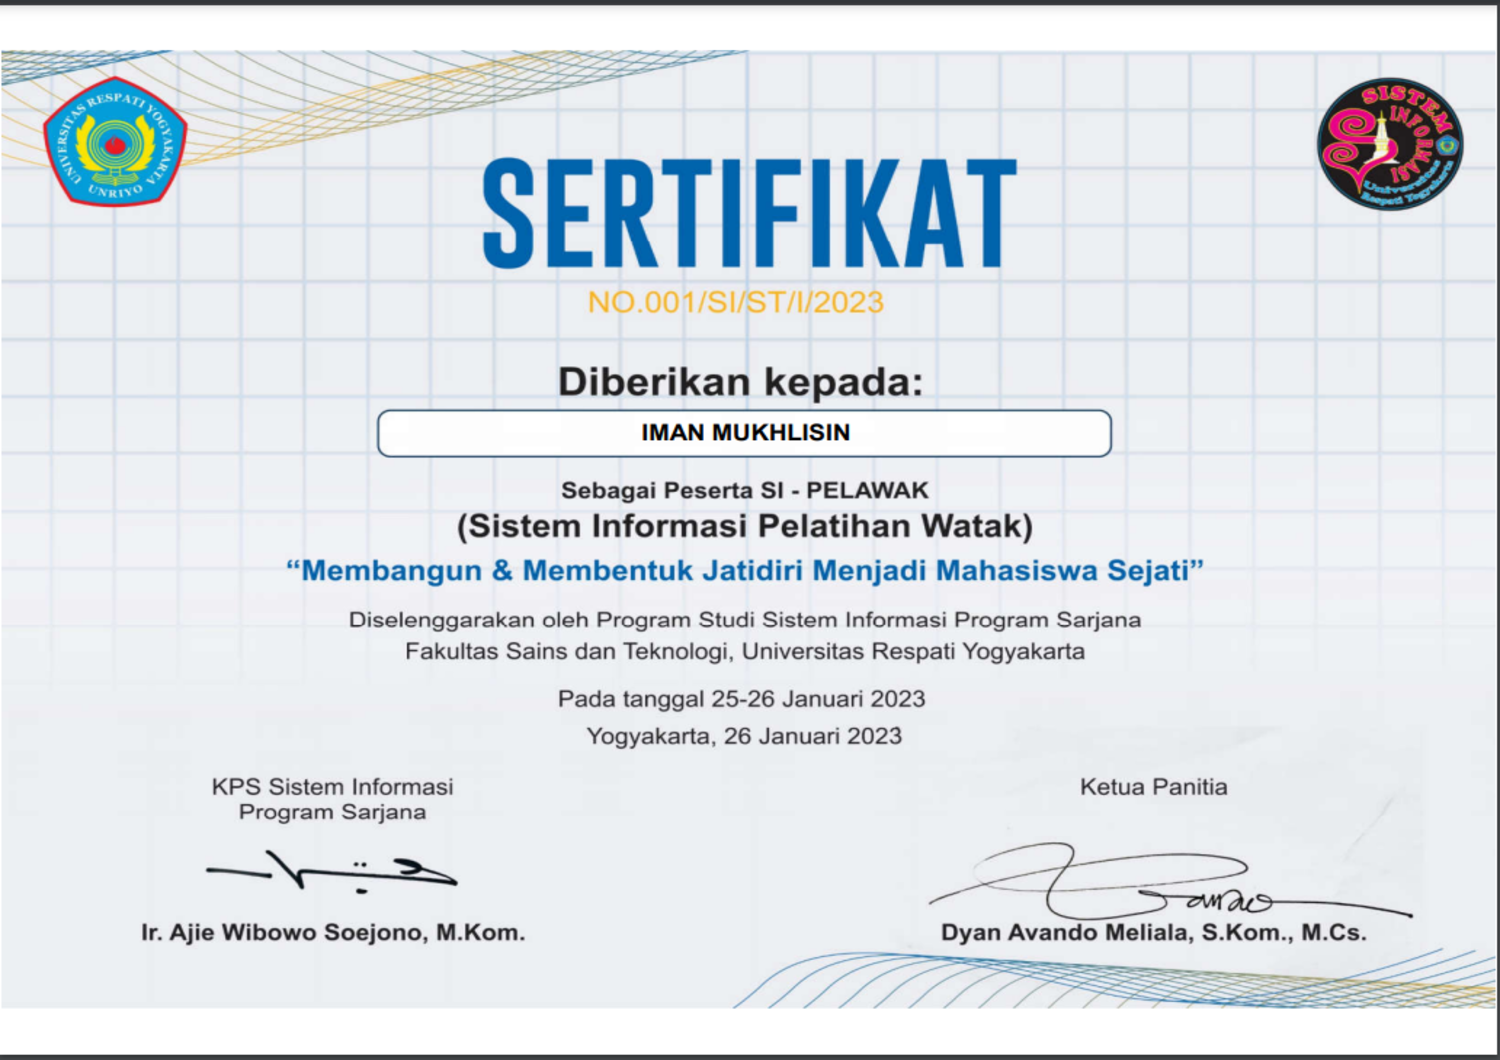 UNIVERSITAS RESPATI YOGYAKARTA
UNRIYO
SISTEM
INFORMASI
Universitas
Respati Yogyakarta
SERTIFIKAT
NO.001/SI/ST/I/2023
Diberikan kepada:
IMAN MUKHLISIN
Sebagai Peserta SI - PELAWAK
(Sistem Informasi Pelatihan Watak)
“Membangun & Membentuk Jatidiri Menjadi Mahasiswa Sejati”
Diselenggarakan oleh Program Studi Sistem Informasi Program Sarjana
Fakultas Sains dan Teknologi, Universitas Respati Yogyakarta
Pada tanggal 25-26 Januari 2023
Yogyakarta, 26 Januari 2023
KPS Sistem Informasi
Program Sarjana
Ir. Ajie Wibowo Soejono, M.Kom.
Ketua Panitia
Dyan Avando Meliala, S.Kom., M.Cs.